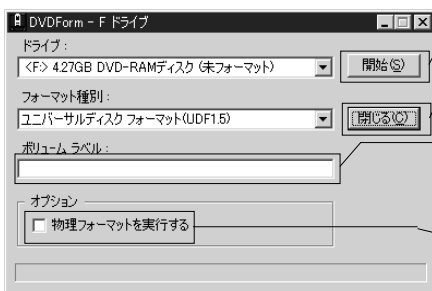 DVDForm - F ドライブ
ドライブ :
<F:> 4.27GB DVD-RAMディスク (未フォーマット)
開始(S)
フォーマット種別 :
ユニバーサルディスク フォーマット(UDF1.5)
閉じる(C)
ボリューム ラベル :
オプション
物理フォーマットを実行する